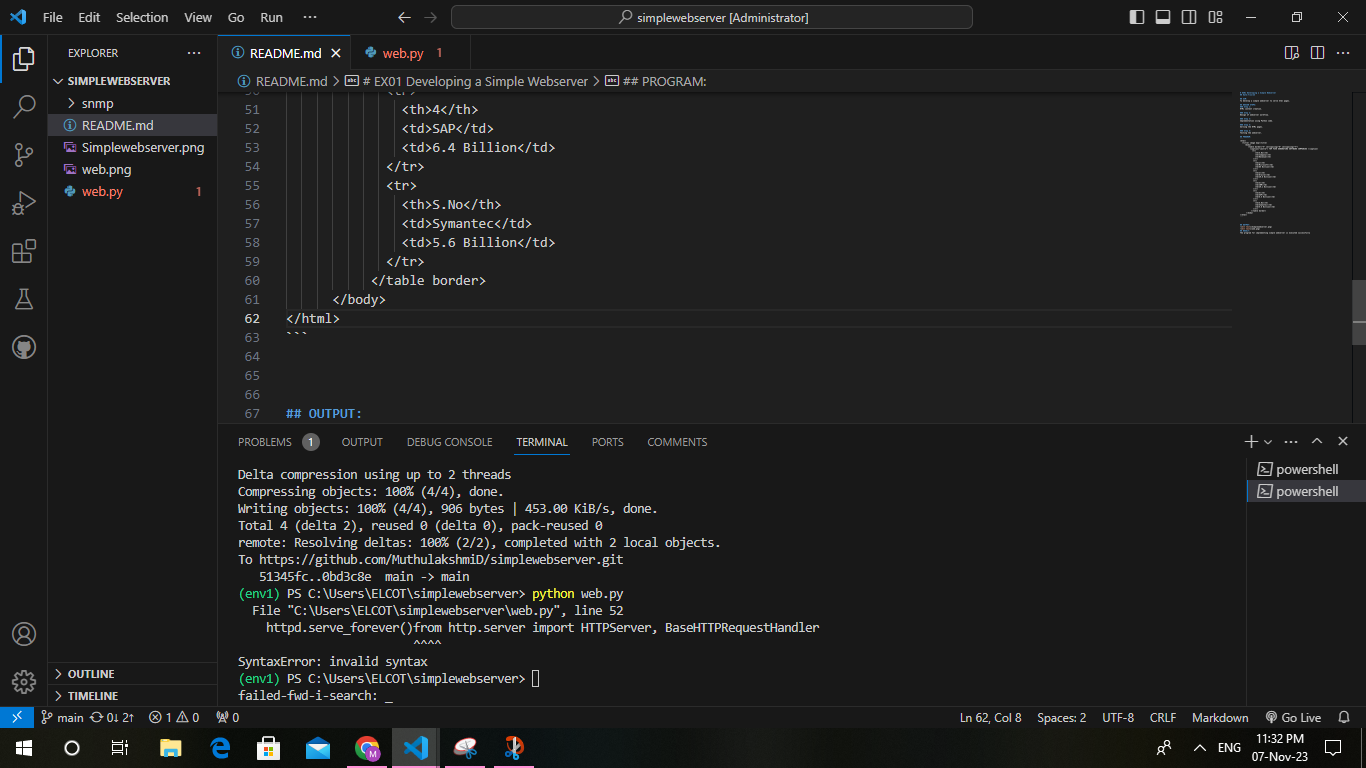 File Edit Selection View Go Run ···
simplewebserver [Administrator]
EXPLORER ···
SIMPLEWEBSERVER
snmp
README.md
Simplewebserver.png
web.png
web.py 1
OUTLINE
TIMELINE
README.md
web.py 1
README.md > # EX01 Developing a Simple Webserver > ## PROGRAM:
51 <th>4</th>
52 <td>SAP</td>
53 <td>6.4 Billion</td>
54 </tr>
55 <tr>
56 <th>S.No</th>
57 <td>Symantec</td>
58 <td>5.6 Billion</td>
59 </tr>
60 </table border>
61 </body>
62 </html>
63 ```
64
65
66
67 ## OUTPUT:
PROBLEMS 1 OUTPUT DEBUG CONSOLE TERMINAL PORTS COMMENTS
Delta compression using up to 2 threads
Compressing objects: 100% (4/4), done.
Writing objects: 100% (4/4), 906 bytes | 453.00 KiB/s, done.
Total 4 (delta 2), reused 0 (delta 0), pack-reused 0
remote: Resolving deltas: 100% (2/2), completed with 2 local objects.
To https://github.com/MuthulakshmiD/simplewebserver.git
51345fc..0bd3c8e main -> main
(env1) PS C:\Users\ELCOT\simplewebserver> python web.py
File "C:\Users\ELCOT\simplewebserver\web.py", line 52
httpd.serve_forever()from http.server import HTTPServer, BaseHTTPRequestHandler
^^^^
SyntaxError: invalid syntax
(env1) PS C:\Users\ELCOT\simplewebserver>
failed-fwd-i-search: _
powershell
powershell
main 0↓ 2↑ 1 0 0
Ln 62, Col 8 Spaces: 2 UTF-8 CRLF Markdown Go Live
ENG
11:32 PM
07-Nov-23